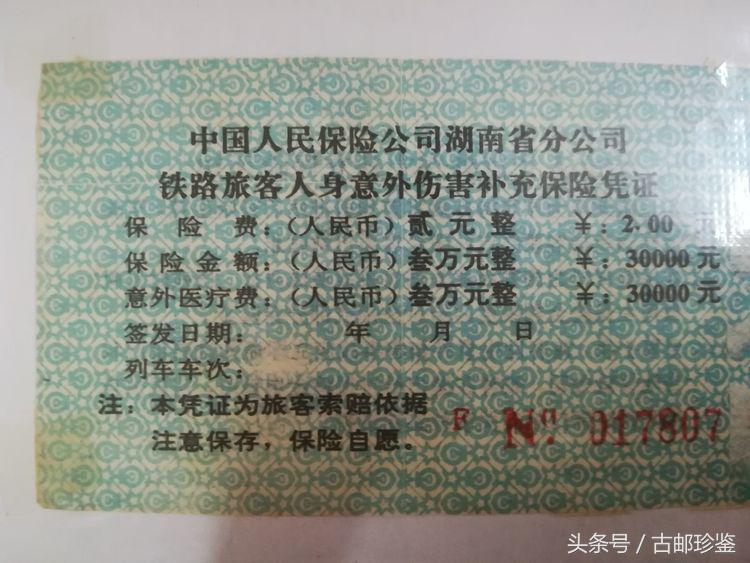 中国人民保险公司湖南省分公司
铁路旅客人身意外伤害补充保险凭证
保险费:(人民币)贰元整 ¥:2.00 元
保险金额:(人民币)叁万元整 ¥:30000 元
意外医疗费:(人民币)叁万元整 ¥:30000 元
签发日期: 年 月 日
列车车次:
注:本凭证为旅客索赔依据
注意保存,保险自愿。
F No 017807
头条号/古邮珍鉴